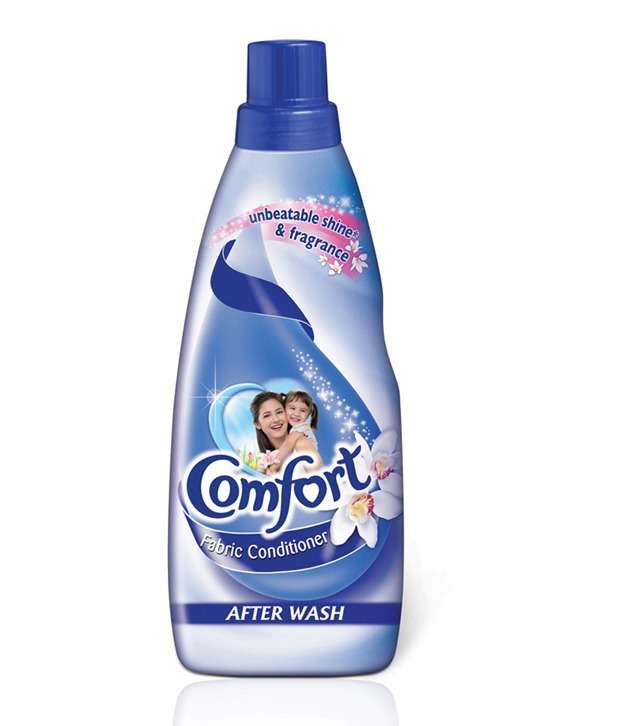 unbeatable shine*
& fragrance
Comfort
Fabric Conditioner
AFTER WASH